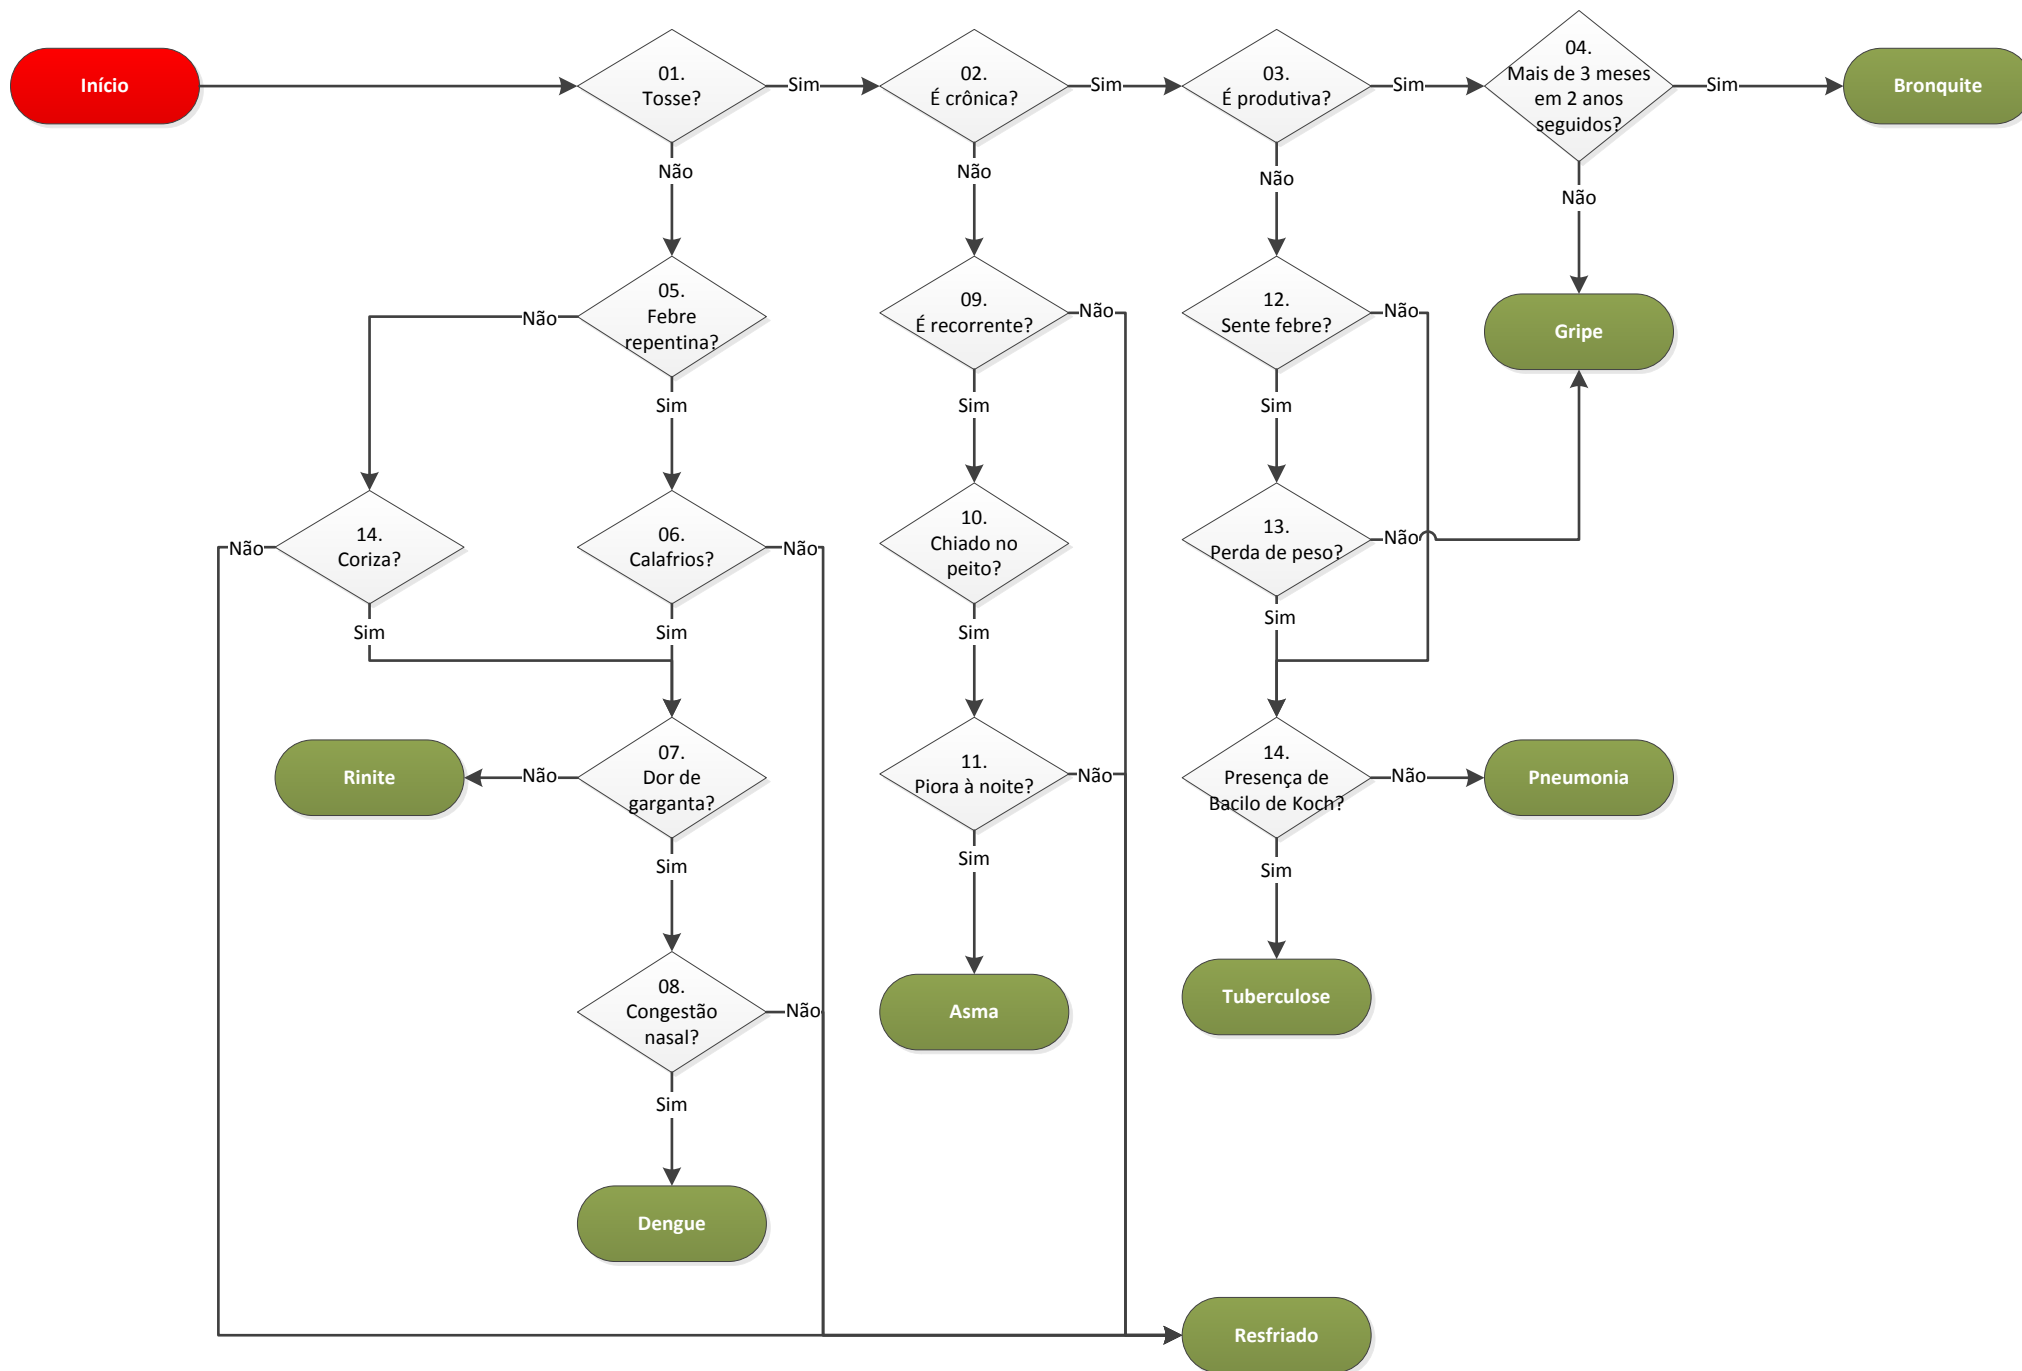 Início
01.
Tosse?
Sim
02.
É crônica?
Sim
03.
É produtiva?
Sim
04.
Mais de 3 meses
em 2 anos
seguidos?
Sim
Bronquite
Não
Não
Não
Não
05.
Febre
repentina?
Não
Sim
09.
É recorrente?
Não
Sim
12.
Sente febre?
Não
Sim
Gripe
14.
Coriza?
Não
Sim
06.
Calafrios?
Não
Sim
10.
Chiado no
peito?
Sim
13.
Perda de peso?
Não
Sim
Rinite
Não
07.
Dor de
garganta?
Sim
11.
Piora à noite?
Não
Sim
14.
Presença de
Bacilo de Koch?
Não
Pneumonia
Sim
08.
Congestão
nasal?
Não
Sim
Asma
Tuberculose
Dengue
Resfriado